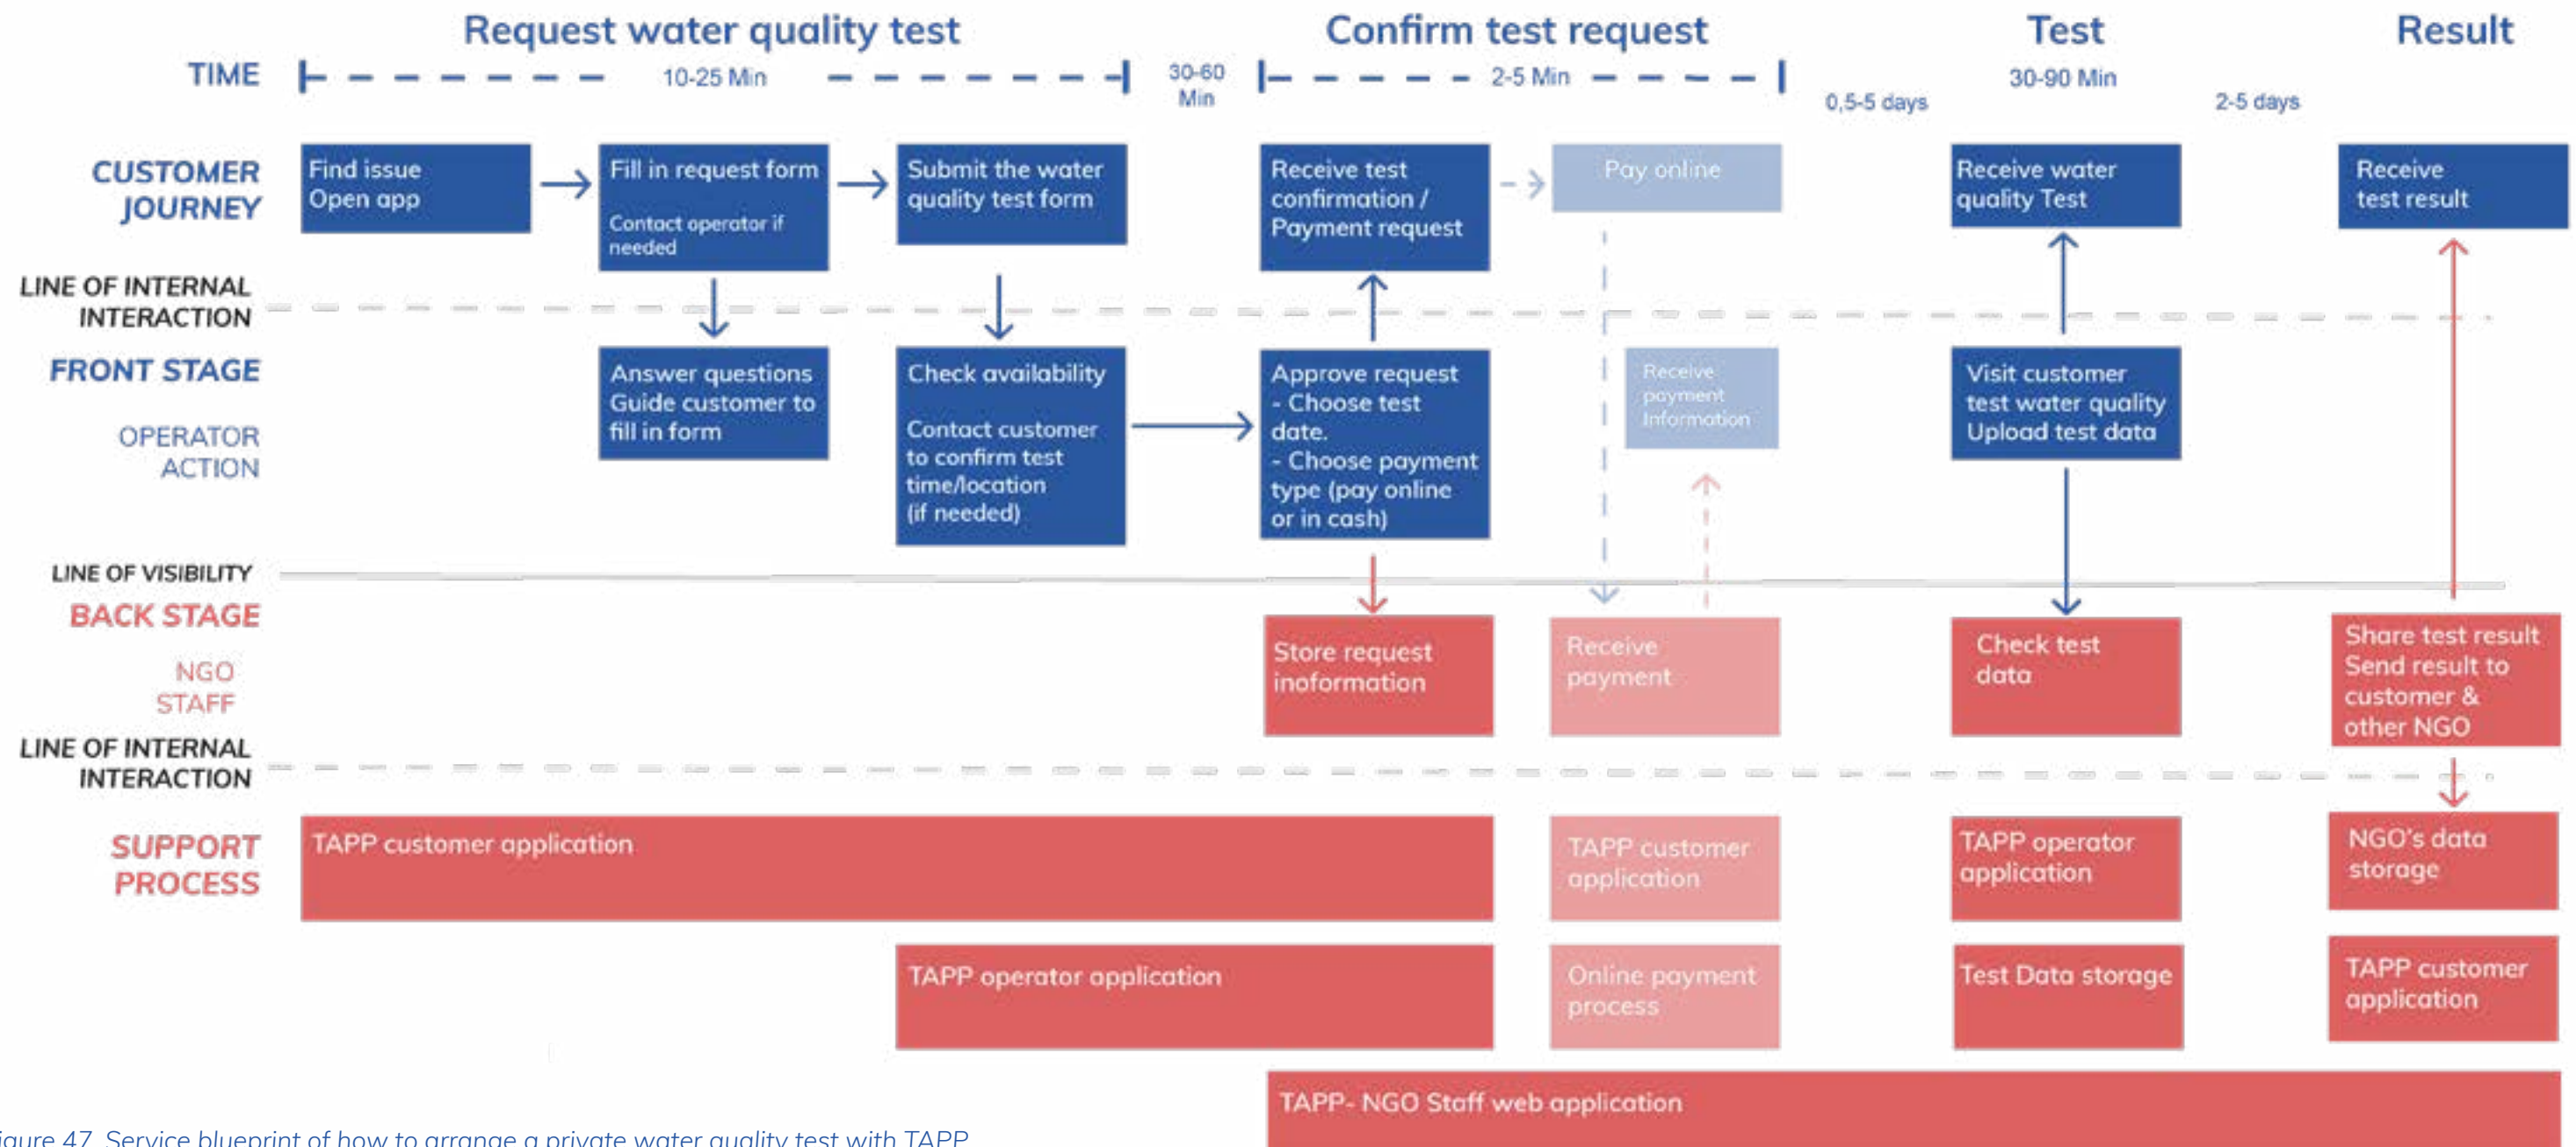 Request water quality test
Confirm test request
Test
Result
TIME
10-25 Min
30-60
Min
2-5 Min
0,5-5 days
30-90 Min
2-5 days
CUSTOMER
JOURNEY
Find issue
Open app
Fill in request form
Contact operator if
needed
Submit the water
quality test form
Receive test
confirmation /
Payment request
Pay online
Receive water
quality Test
Receive
test result
LINE OF INTERNAL
INTERACTION
FRONT STAGE
OPERATOR
ACTION
Answer questions
Guide customer to
fill in form
Check availability
Contact customer
to confirm test
time/location
(if needed)
Approve request
- Choose test
date.
- Choose payment
type (pay online
or in cash)
Receive
payment
Information
Visit customer
test water quality
Upload test data
LINE OF VISIBILITY
BACK STAGE
NGO
STAFF
Store request
inoformation
Receive
payment
Check test
data
Share test result
Send result to
customer &
other NGO
LINE OF INTERNAL
INTERACTION
SUPPORT
PROCESS
TAPP customer application
TAPP customer
application
TAPP operator
application
NGO's data
storage
TAPP operator application
Online payment
process
Test Data storage
TAPP customer
application
TAPP- NGO Staff web application
igure 47. Service blueprint of how to arrange a private water quality test with TAPP